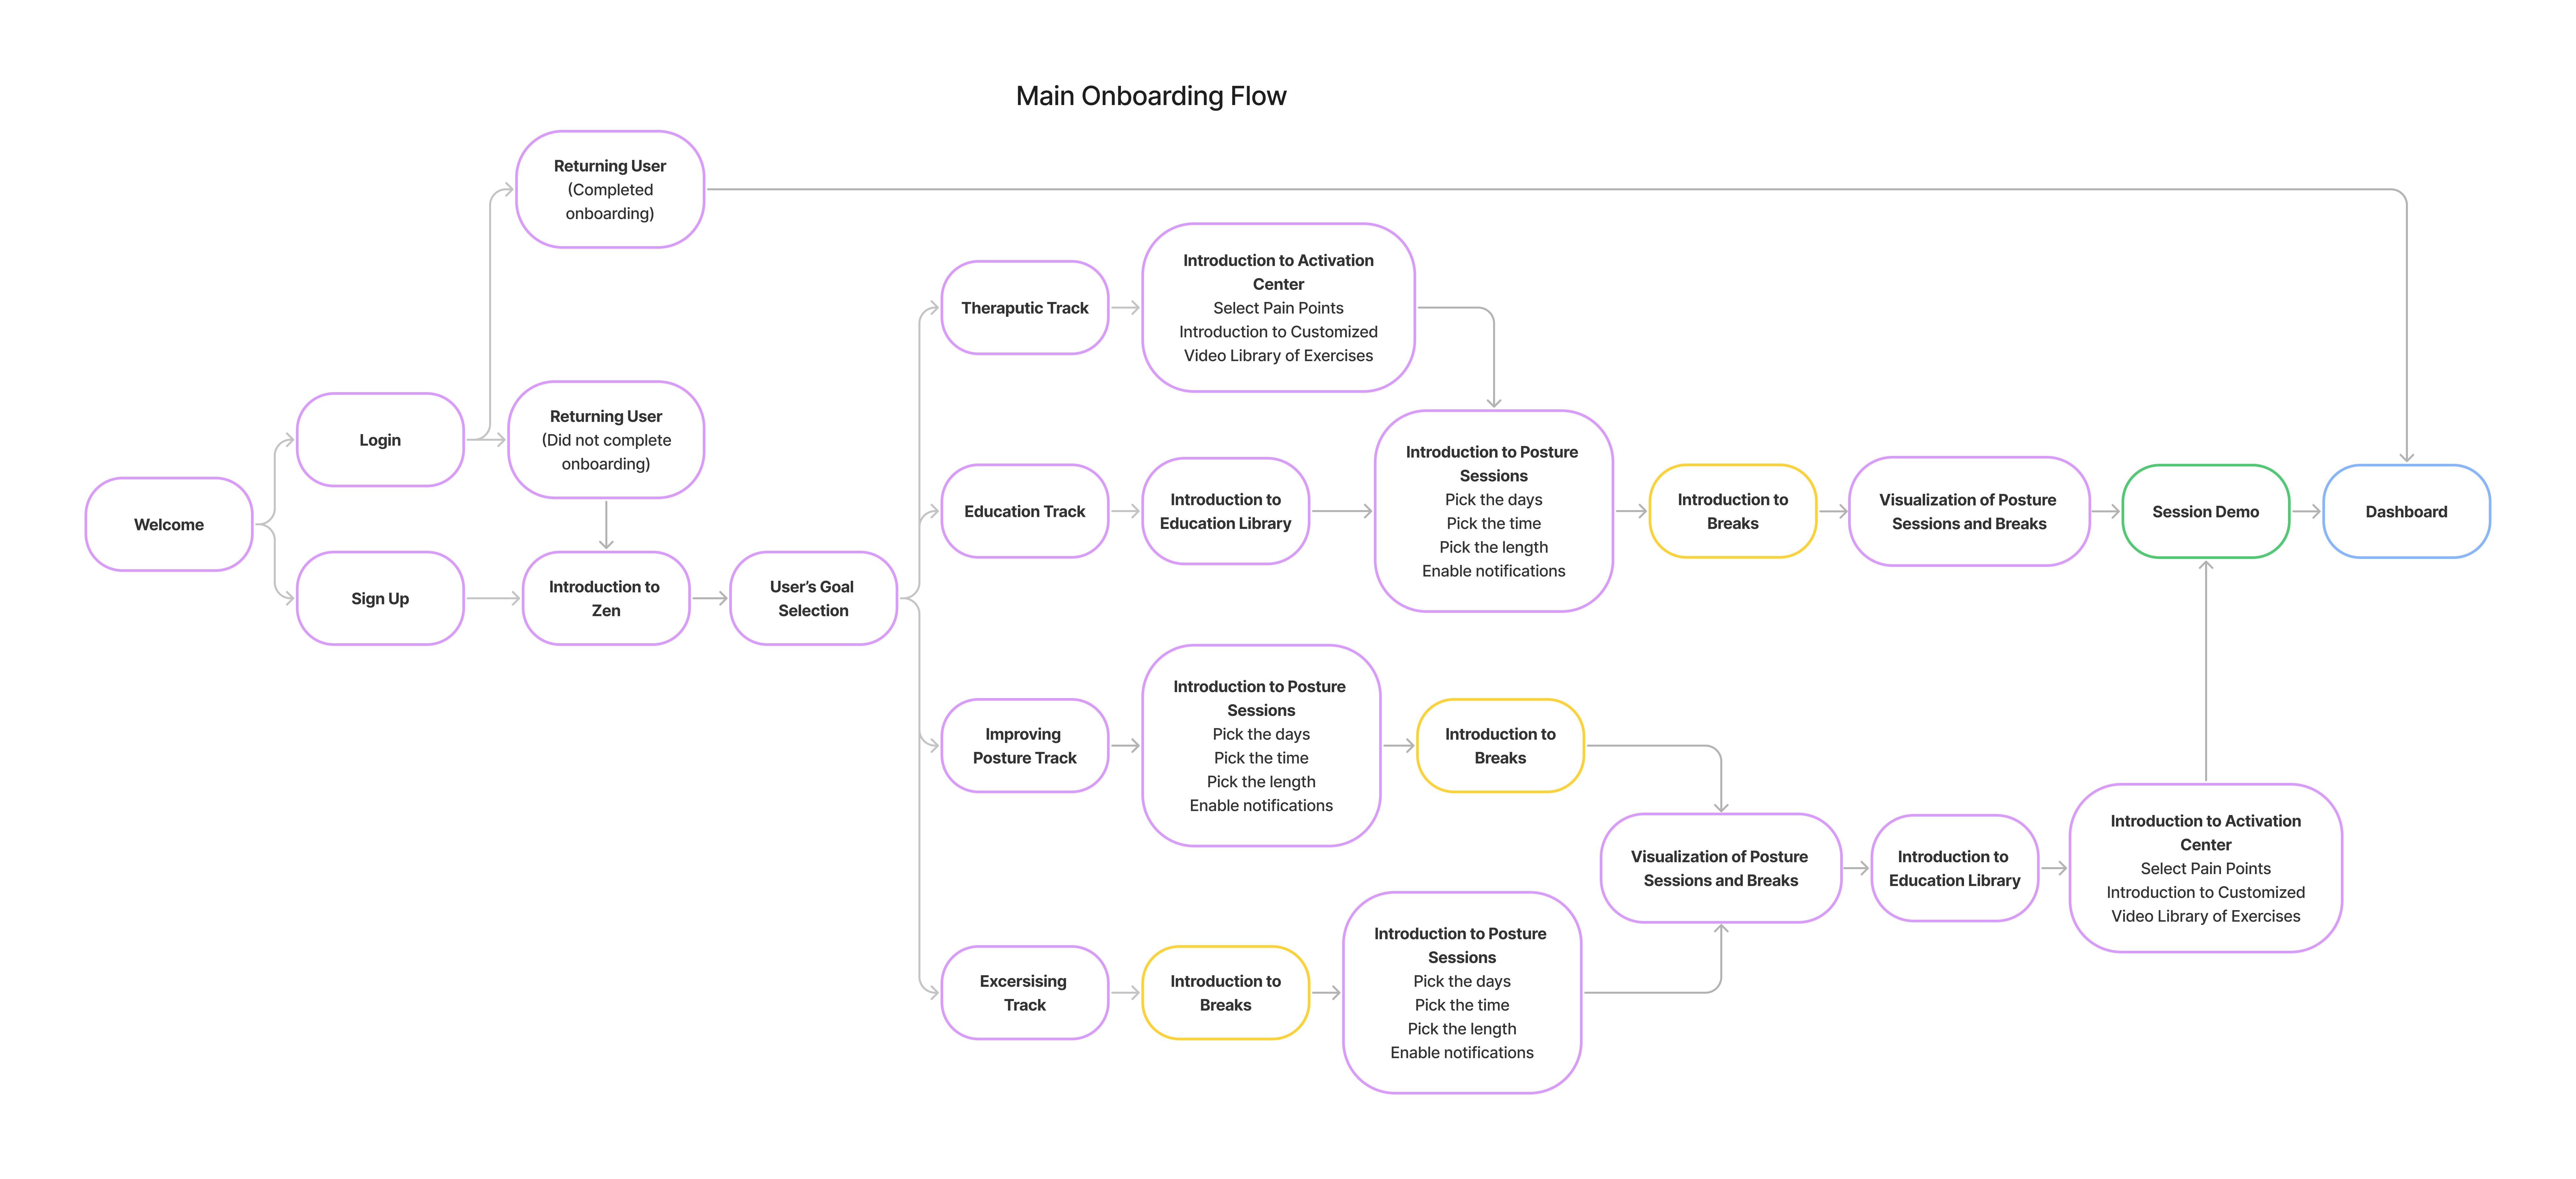 Main Onboarding Flow
Returning User
(Completed
onboarding)
Theraputic Track
Introduction to Activation
Center
Select Pain Points
Introduction to Customized
Video Library of Exercises
Login
Returning User
(Did not complete
onboarding)
Welcome
Sign Up
Introduction to
Zen
User’s Goal
Selection
Education Track
Introduction to
Education Library
Introduction to Posture
Sessions
Pick the days
Pick the time
Pick the length
Enable notifications
Introduction to
Breaks
Visualization of Posture
Sessions and Breaks
Session Demo
Dashboard
Improving
Posture Track
Introduction to Posture
Sessions
Pick the days
Pick the time
Pick the length
Enable notifications
Introduction to
Breaks
Visualization of Posture
Sessions and Breaks
Introduction to
Education Library
Introduction to Activation
Center
Select Pain Points
Introduction to Customized
Video Library of Exercises
Excersising
Track
Introduction to
Breaks
Introduction to Posture
Sessions
Pick the days
Pick the time
Pick the length
Enable notifications